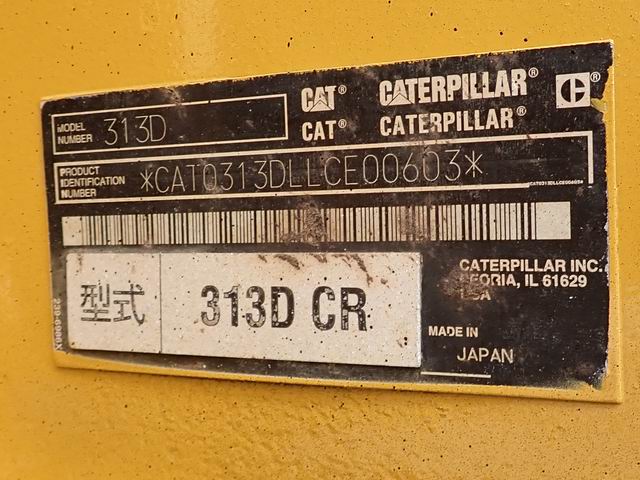 MODEL NUMBER 313D
CAT® CATERPILLAR®
CAT® CATERPILLAR®
PRODUCT IDENTIFICATION NUMBER *CAT0313DLLCE00603*
*CAT0313DLLCE00603*
型式 313D CR
CATERPILLAR INC.
PEORIA, IL 61629
USA
MADE IN
JAPAN